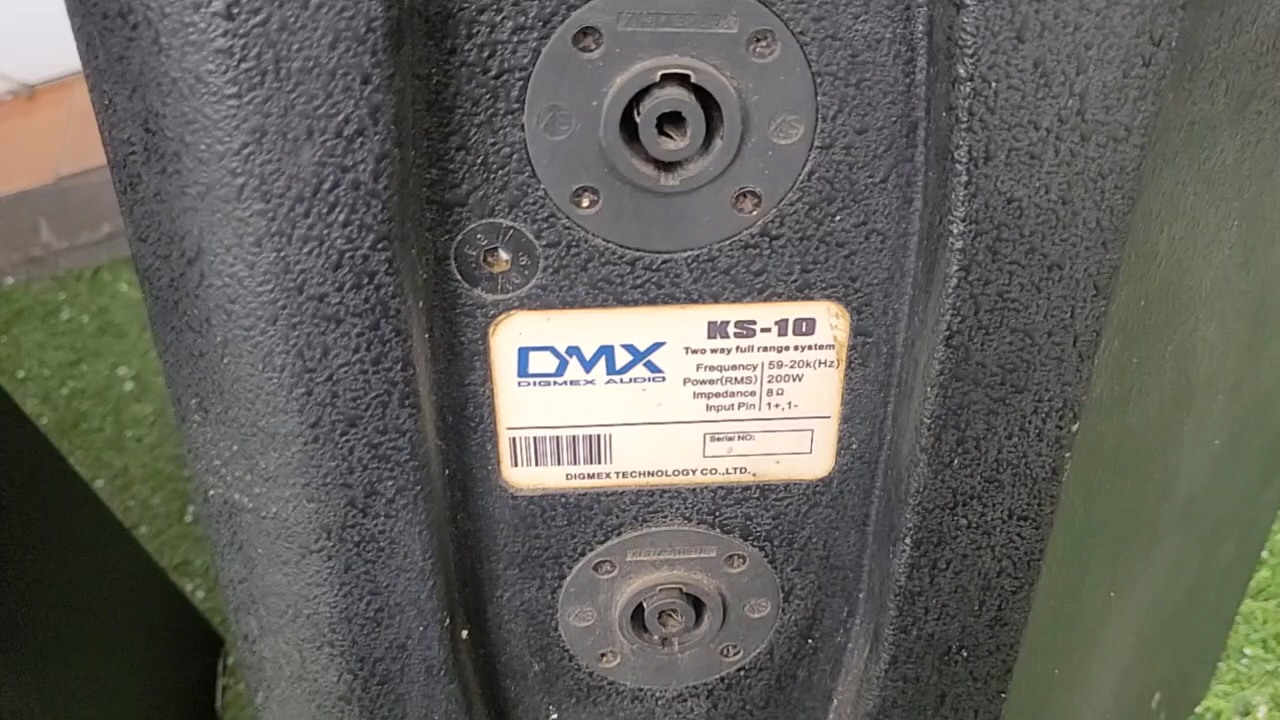 KS-10
DMX
DIGMEX AUDIO
Two way full range system
Frequency 59-20k(Hz)
Power(RMS) 200W
Impedance 8Ω
Input Pin 1+,1-
Serial NO:
DIGMEX TECHNOLOGY CO.,LTD.